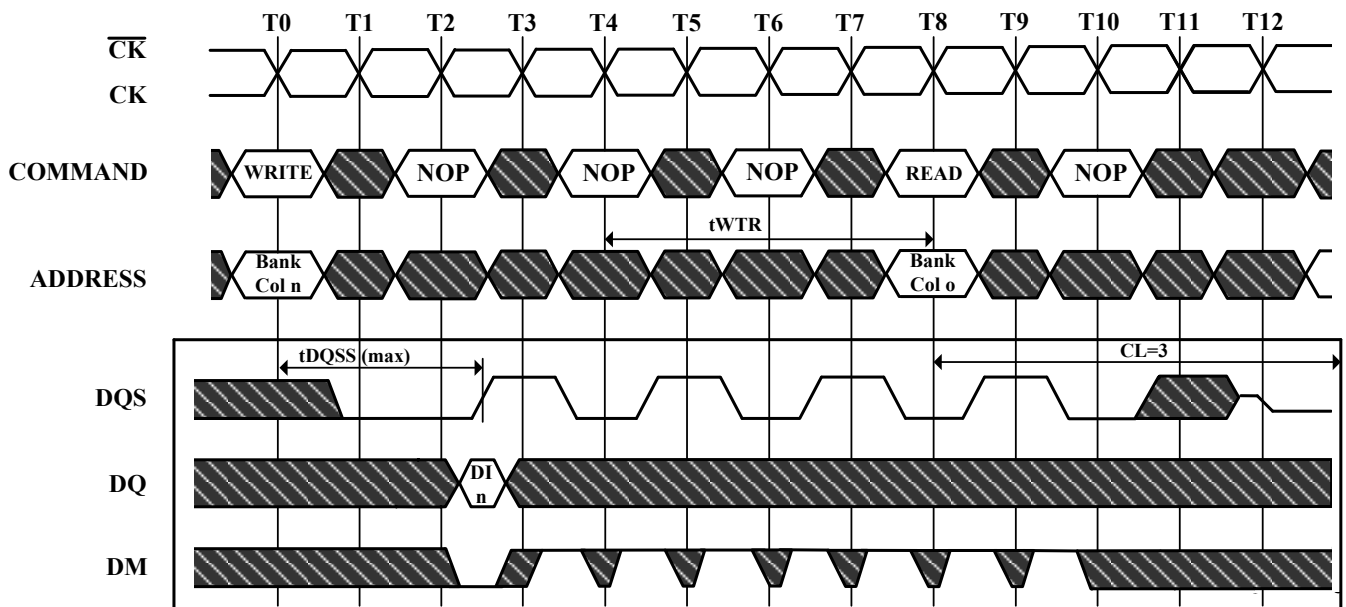 T0 T1 T2 T3 T4 T5 T6 T7 T8 T9 T10 T11 T12
C̅K̅
CK
COMMAND WRITE NOP NOP NOP READ NOP
tWTR
ADDRESS Bank Col n Bank Col o
tDQSS (max) CL=3
DQS
DQ DI n
DM